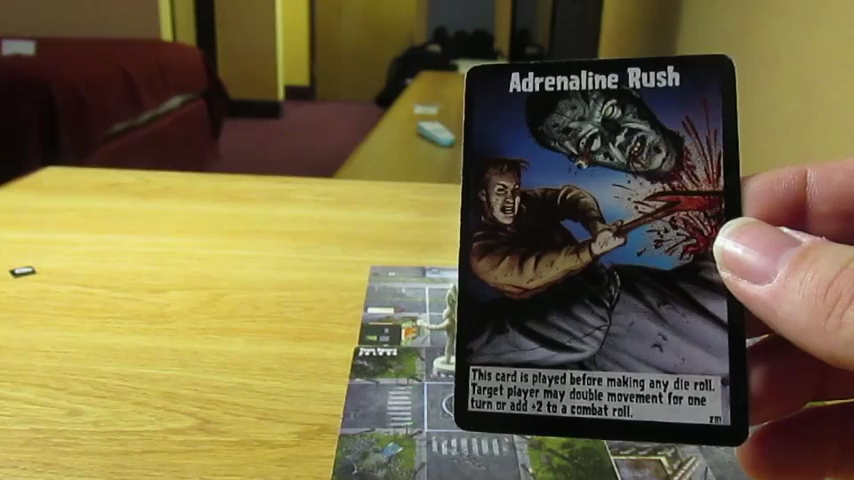 Adrenaline Rush
This card is played before making any die roll.
Target player may double movement for one
turn or add +2 to a combat roll.